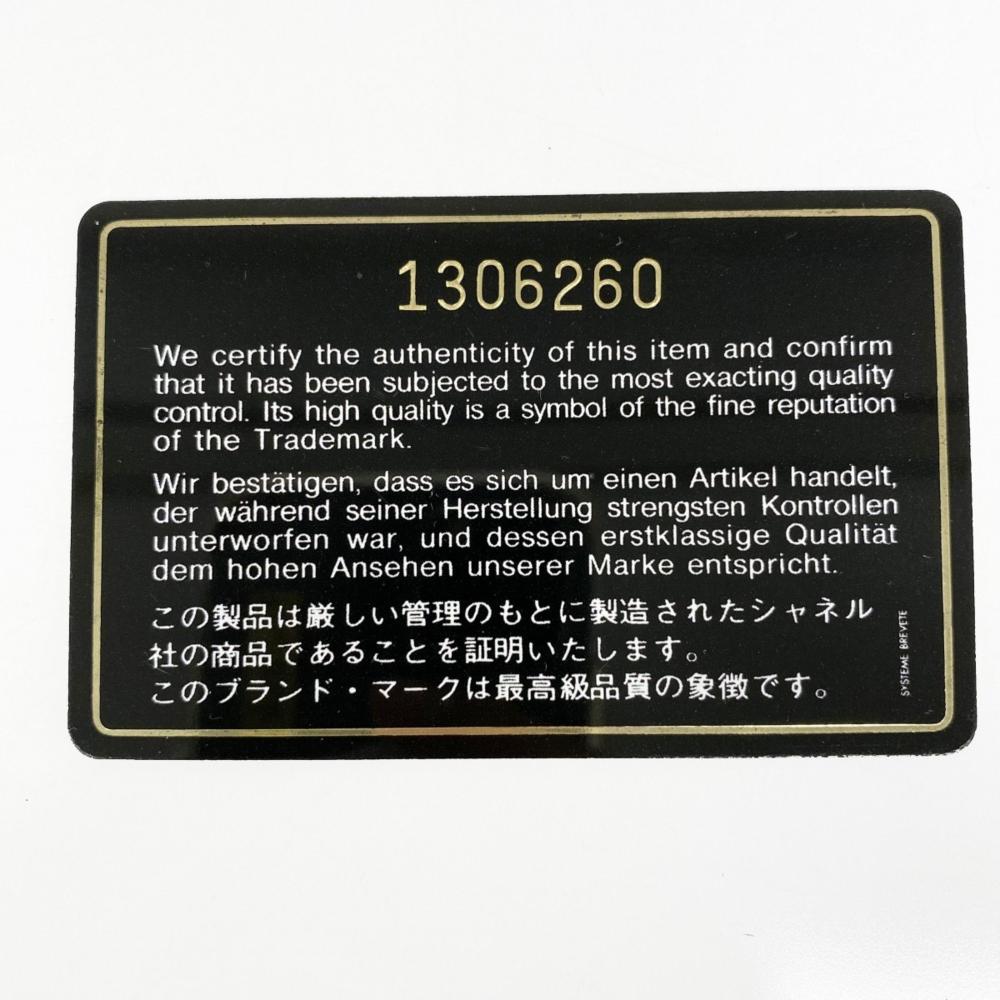 1306260
We certify the authenticity of this item and confirm
that it has been subjected to the most exacting quality
control. Its high quality is a symbol of the fine reputation
of the Trademark.
Wir bestätigen, dass es sich um einen Artikel handelt,
der während seiner Herstellung strengsten Kontrollen
unterworfen war, und dessen erstklassige Qualität
dem hohen Ansehen unserer Marke entspricht.
この製品は厳しい管理のもとに製造されたシャネル
社の商品であることを証明いたします。
このブランド・マークは最高級品質の象徴です。
SYSTEME BREVETE